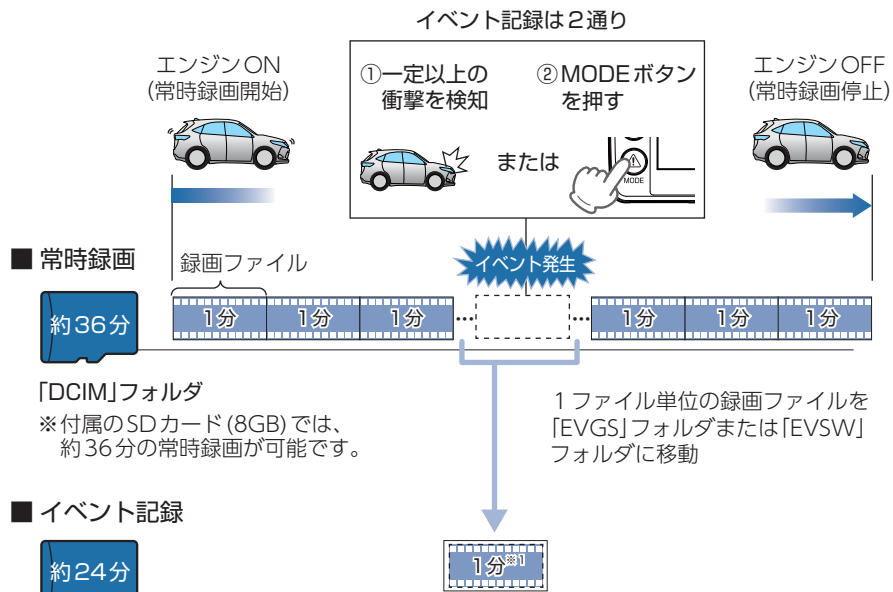 イベント記録は2通り
エンジンON
(常時録画開始)
①一定以上の
衝撃を検知
または
②MODEボタン
を押す
MODE
エンジンOFF
(常時録画停止)
■ 常時録画
録画ファイル
イベント発生
約36分
1分
1分
1分
…
…
1分
1分
1分
「DCIM」フォルダ
※付属のSDカード(8GB)では、
約36分の常時録画が可能です。
1ファイル単位の録画ファイルを
「EVGS」フォルダまたは「EVSW」
フォルダに移動
■ イベント記録
約24分
1分※1